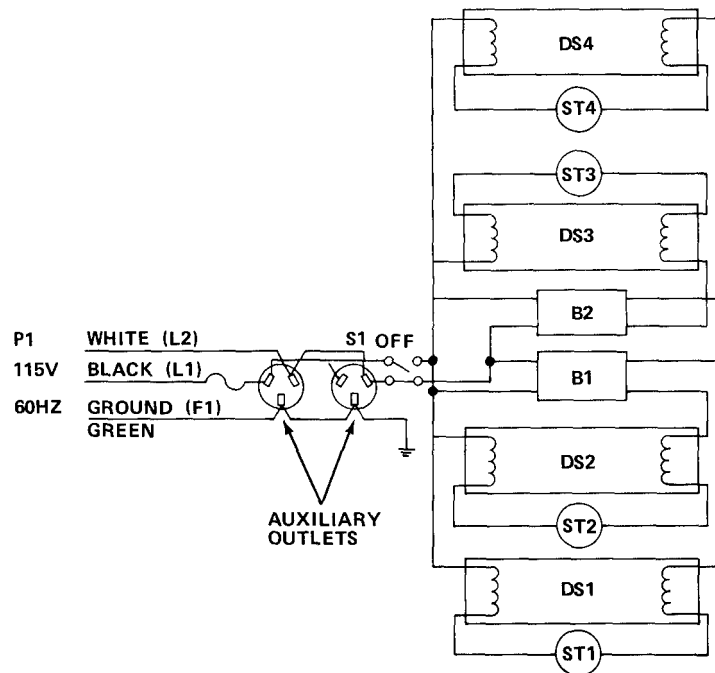 DS4
ST4
ST3
DS3
B2
P1 WHITE (L2) S1 OFF
115V BLACK (L1)
B1
60HZ GROUND (F1)
GREEN
DS2
AUXILIARY
OUTLETS
ST2
DS1
ST1